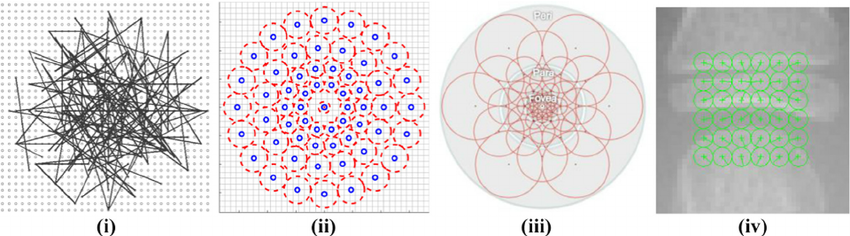 Peri
Para
Fovea
(i) (ii) (iii) (iv)